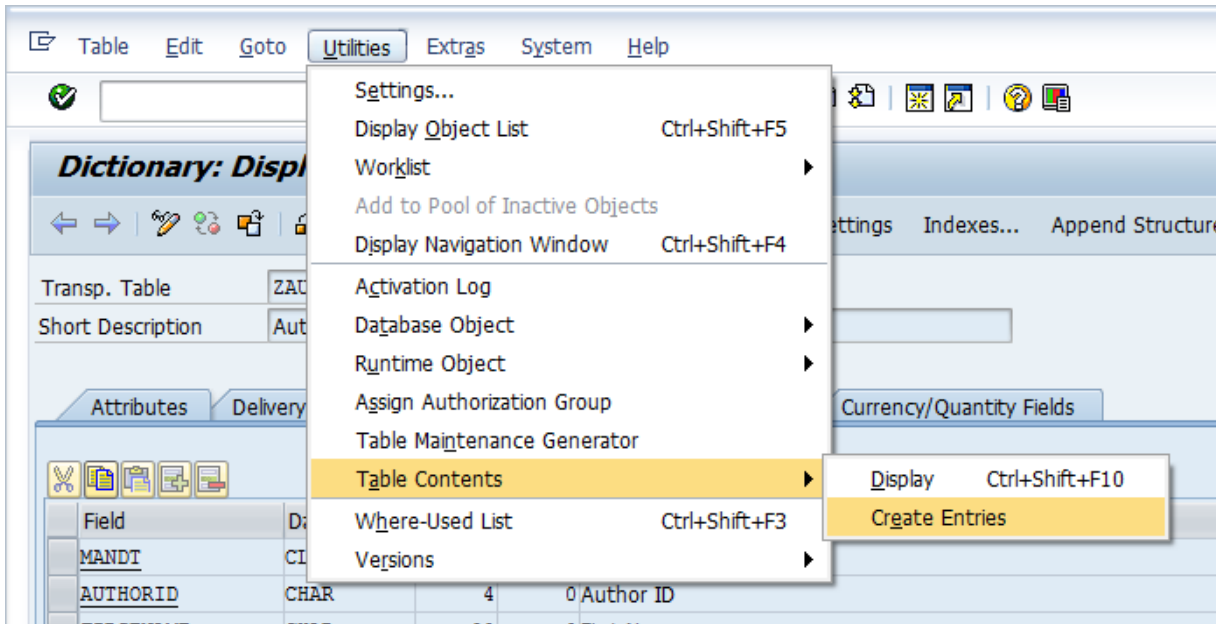 Table Edit Goto Utilities Extras System Help
Settings...
Display Object List Ctrl+Shift+F5
Worklist
Add to Pool of Inactive Objects
Display Navigation Window Ctrl+Shift+F4
Activation Log
Database Object
Runtime Object
Assign Authorization Group
Table Maintenance Generator
Table Contents
Where-Used List Ctrl+Shift+F3
Versions
Display Ctrl+Shift+F10
Create Entries
Dictionary: Displ
ettings Indexes... Append Structure
Transp. Table ZAU
Short Description Aut
Attributes Delivery Currency/Quantity Fields
Field Da
MANDT CL
AUTHORID CHAR 4 0 Author ID